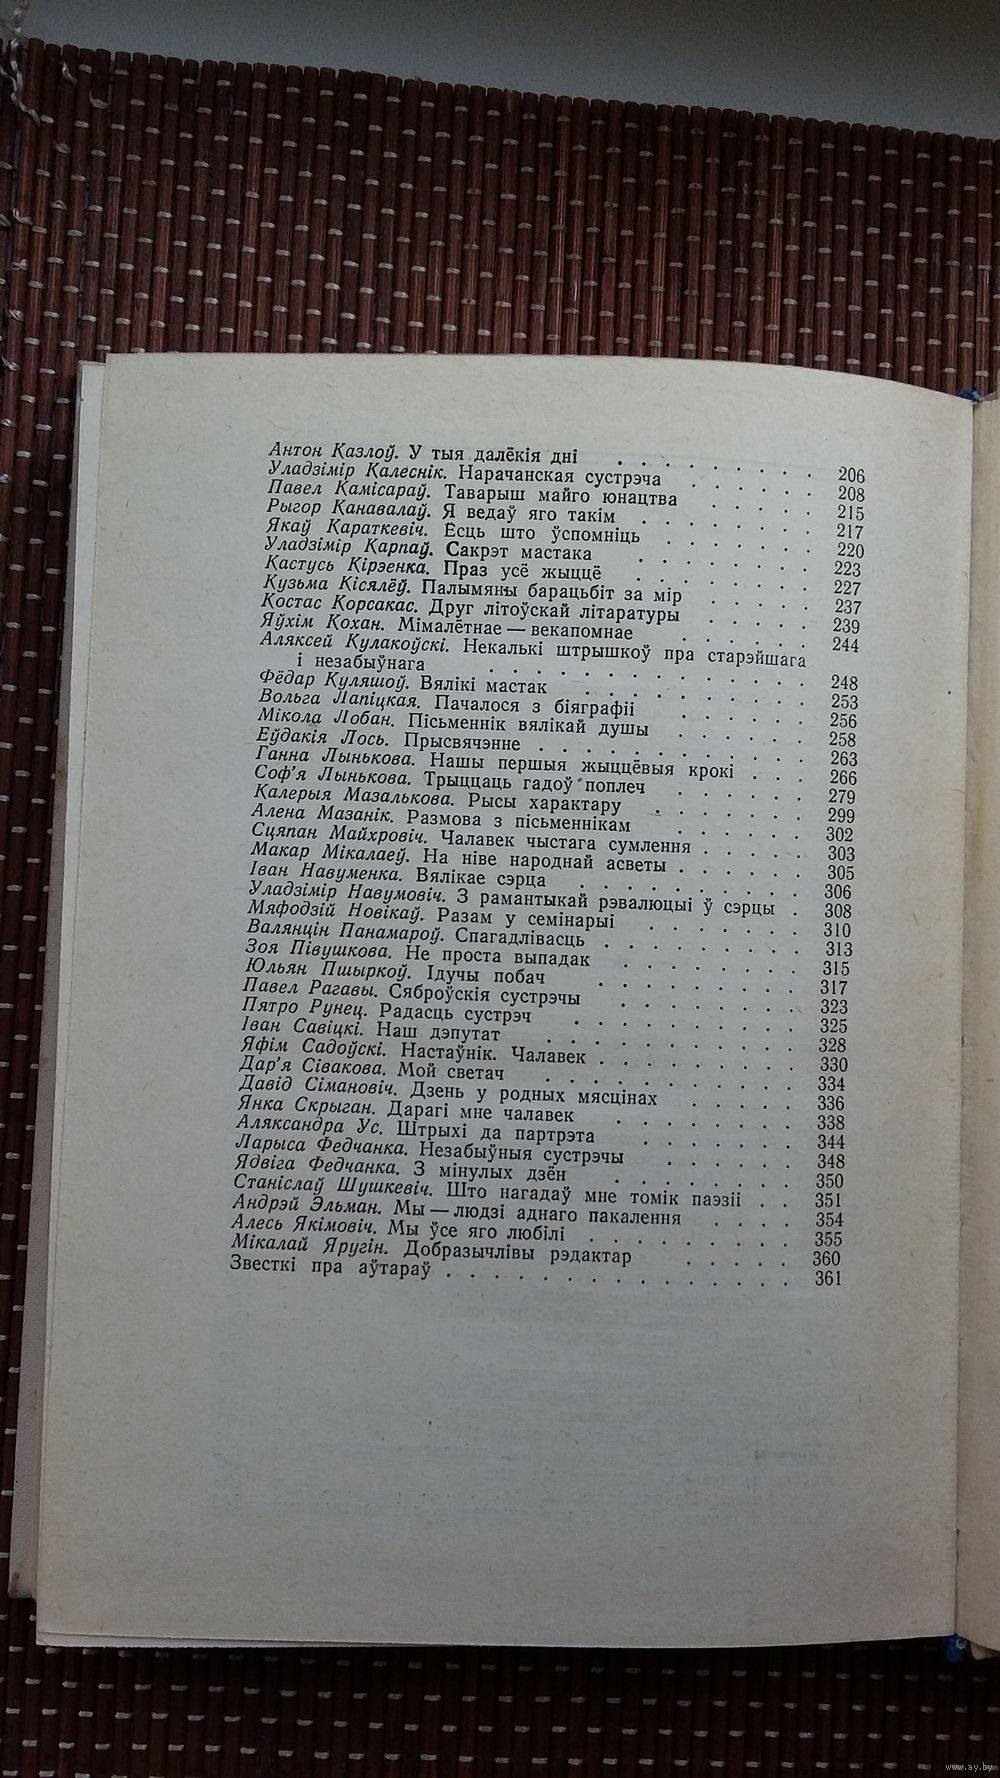 Антон Казлоў. У тыя далёкія дні . . . . . . . . 206
Уладзімір Калеснік. Нарачанская сустрэча . . . . . . 208
Павел Камісараў. Таварыш майго юнацтва . . . . . 215
Рыгор Канавалаў. Я ведаў яго такім . . . . . . . 217
Якаў Караткевіч. Ёсць што ўспомніць . . . . . . 220
Уладзімір Карпаў. Сакрэт мастака . . . . . . . 223
Кастусь Кірэенка. Праз усё жыццё . . . . . . . 227
Кузьма Кісялёў. Палымяны барацьбіт за мір . . . . . 237
Костас Корсакас. Друг літоўскай літаратуры . . . . . 239
Яўхім Кохан. Мімалётнае — векапомнае . . . . . . 244
Аляксей Кулакоўскі. Некалькі штрышкоў пра старэйшага
і незабыўнага . . . . . . . . . . . . 248
Фёдар Куляшоў. Вялікі мастак . . . . . . . . 253
Вольга Лапіцкая. Пачалося з біяграфіі . . . . . . 256
Мікола Лобан. Пісьменнік вялікай душы . . . . . . 258
Еўдакія Лось. Прысвячэнне . . . . . . . . . . 263
Ганна Лынькова. Нашы першыя жыццёвыя крокі . . . 266
Соф’я Лынькова. Трыццаць гадоў поплеч . . . . . . 279
Калерыя Мазалькова. Рысы характару . . . . . . . 299
Алена Мазанік. Размова з пісьменнікам . . . . . . 302
Сцяпан Майхровіч. Чалавек чыстага сумлення . . . . . 303
Макар Мікалаеў. На ніве народнай асветы . . . . . . 305
Іван Навуменка. Вялікае сэрца . . . . . . . . . 306
Уладзімір Навумовіч. З рамантыкай рэвалюцыі ў сэрцы . 308
Мяфодзій Новікаў. Разам у семінарыі . . . . . . . 310
Валянцін Панамароў. Спагадлівасць . . . . . . . . 313
Зоя Півушкова. Не проста выпадак . . . . . . . 315
Юльян Пшыркоў. Ідучы побач . . . . . . . . 317
Павел Рагавы. Сяброўскія сустрэчы . . . . . . . 323
Пятро Рунец. Радасць сустрэч . . . . . . . . . 325
Іван Савіцкі. Наш дэпутат . . . . . . . . . . 328
Яфім Садоўскі. Настаўнік. Чалавек . . . . . . . . 330
Дар’я Сівакова. Мой светач . . . . . . . . . . 334
Давід Сімановіч. Дзень у родных мясцінах . . . . . 336
Янка Скрыган. Дарагі мне чалавек . . . . . . . 338
Аляксандра Ус. Штрыхі да партрэта . . . . . . 344
Ларыса Федчанка. Незабыўныя сустрэчы . . . . . . 348
Ядвіга Федчанка. З мінулых дзён . . . . . . . 350
Станіслаў Шушкевіч. Што нагадаў мне томік паэзіі . . 351
Андрэй Эльман. Мы — людзі аднаго пакалення . . . . 354
Алесь Якімовіч. Мы ўсе яго любілі . . . . . . . . 355
Мікалай Яругін. Добразычлівы рэдактар . . . . . 360
Звесткі пра аўтараў . . . . . . . . . . . . . . . 361
www.ay.by